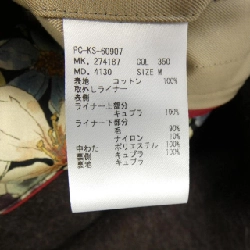 PC-KS-60907
MK. 274187 COL 350
MD. 4130 SIZE M
表地 コットン 100%
取外しライナー
表側
ライナー上部分
キュプラ 100%
ライナー下部分
毛 90%
ナイロン 10%
中わた ポリエステル 100%
裏側 キュプラ 100%
裏地 キュプラ 100%